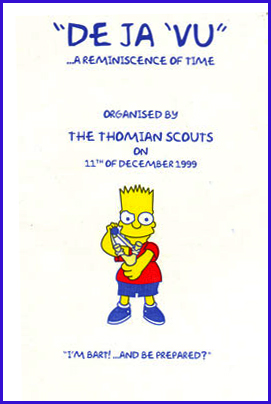 "DE JA 'VU"
...A REMINISCENCE OF TIME
ORGANISED BY
THE THOMIAN SCOUTS
ON
11TH OF DECEMBER 1999
"I'M BART! ...AND BE PREPARED?"